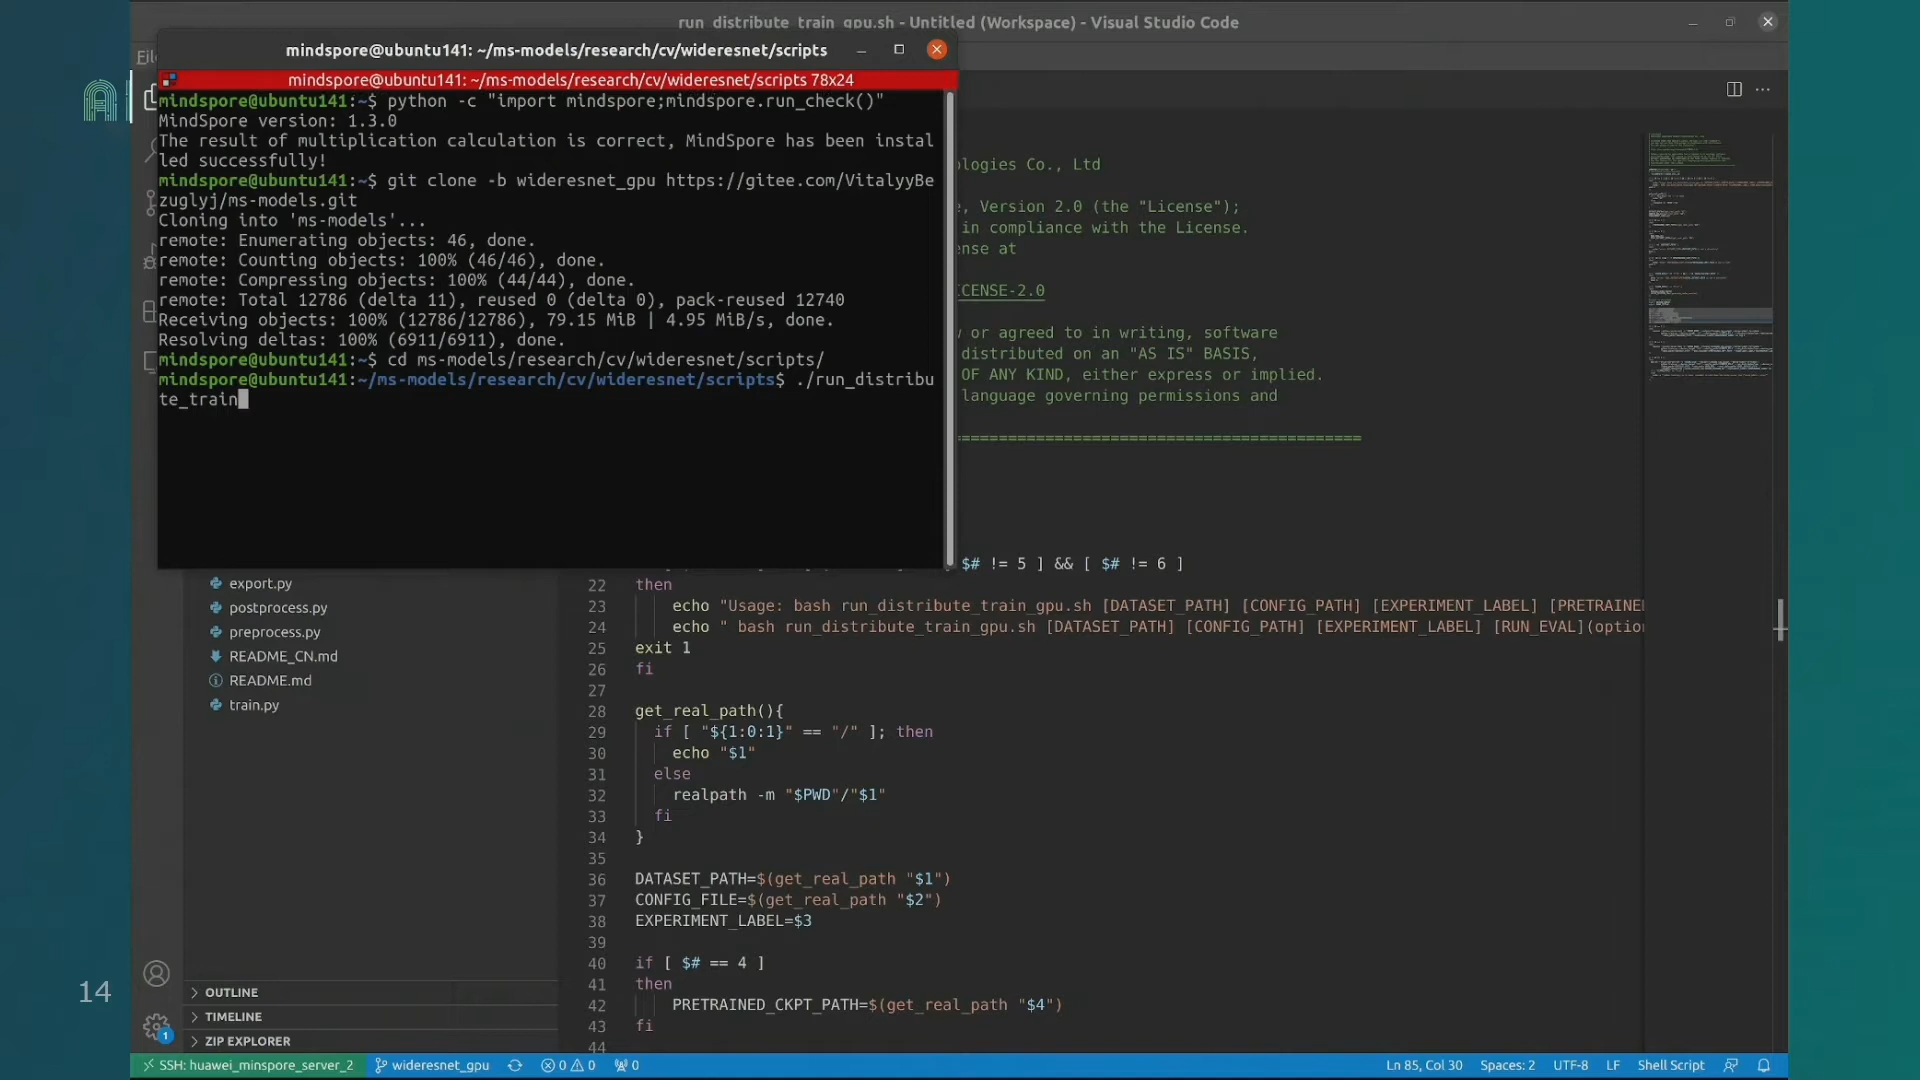 run_distribute_train_gpu.sh - Untitled (Workspace) - Visual Studio Code
mindspore@ubuntu141: ~/ms-models/research/cv/wideresnet/scripts
mindspore@ubuntu141: ~/ms-models/research/cv/wideresnet/scripts 78x24
mindspore@ubuntu141:~$ python -c "import mindspore;mindspore.run_check()"
MindSpore version: 1.3.0
The result of multiplication calculation is correct, MindSpore has been instal
led successfully!
mindspore@ubuntu141:~$ git clone -b wideresnet_gpu https://gitee.com/VitalyyBe
zuglyj/ms-models.git
Cloning into 'ms-models'...
remote: Enumerating objects: 46, done.
remote: Counting objects: 100% (46/46), done.
remote: Compressing objects: 100% (44/44), done.
remote: Total 12786 (delta 11), reused 0 (delta 0), pack-reused 12740
Receiving objects: 100% (12786/12786), 79.15 MiB | 4.95 MiB/s, done.
Resolving deltas: 100% (6911/6911), done.
mindspore@ubuntu141:~$ cd ms-models/research/cv/wideresnet/scripts/
mindspore@ubuntu141:~/ms-models/research/cv/wideresnet/scripts$ ./run_distribu
te_train
ologies Co., Ltd
, Version 2.0 (the "License");
in compliance with the License.
ense at
ICENSE-2.0
w or agreed to in writing, software
distributed on an "AS IS" BASIS,
OF ANY KIND, either express or implied.
language governing permissions and
============================================
$# != 5 ] && [ $# != 6 ]
22 then
23 echo "Usage: bash run_distribute_train_gpu.sh [DATASET_PATH] [CONFIG_PATH] [EXPERIMENT_LABEL] [PRETRAINE
24 echo " bash run_distribute_train_gpu.sh [DATASET_PATH] [CONFIG_PATH] [EXPERIMENT_LABEL] [RUN_EVAL](option
25 exit 1
26 fi
27
28 get_real_path(){
29 if [ "${1:0:1}" == "/" ]; then
30 echo "$1"
31 else
32 realpath -m "$PWD"/"$1"
33 fi
34 }
35
36 DATASET_PATH=$(get_real_path "$1")
37 CONFIG_FILE=$(get_real_path "$2")
38 EXPERIMENT_LABEL=$3
39
40 if [ $# == 4 ]
41 then
42 PRETRAINED_CKPT_PATH=$(get_real_path "$4")
43 fi
44
export.py
postprocess.py
preprocess.py
README_CN.md
README.md
train.py
OUTLINE
TIMELINE
ZIP EXPLORER
14
1
SSH: huawei_minspore_server_2 wideresnet_gpu 0 0 0 Ln 85, Col 30 Spaces: 2 UTF-8 LF Shell Script